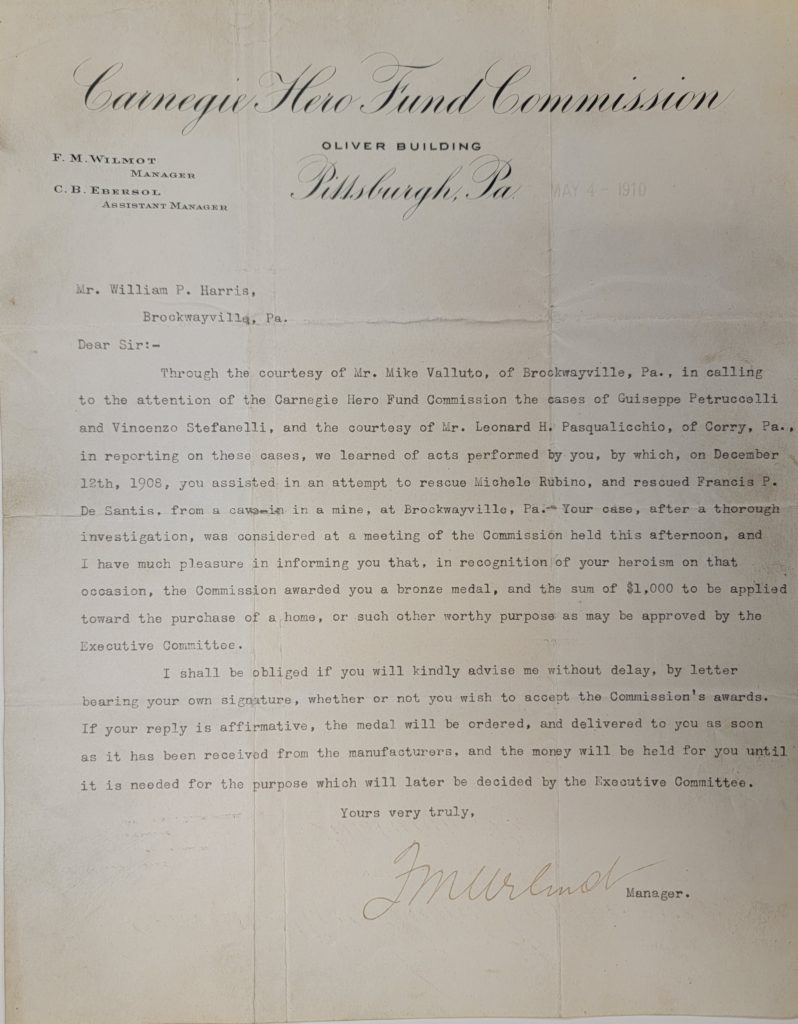 Carnegie Hero Fund Commission
OLIVER BUILDING
F. M. WILMOT
MANAGER
C. B. EBERSOL
ASSISTANT MANAGER
Pittsburgh, Pa.
MAY 4 - 1910
Mr. William P. Harris,
Brockwayville, Pa.
Dear Sir:-
Through the courtesy of Mr. Mike Valluto, of Brockwayville, Pa., in calling
to the attention of the Carnegie Hero Fund Commission the cases of Guiseppe Petruccelli
and Vincenzo Stefanelli, and the courtesy of Mr. Leonard H. Pasqualicchio, of Corry, Pa.,
in reporting on these cases, we learned of acts performed by you, by which, on December
12th, 1908, you assisted in an attempt to rescue Michele Rubino, and rescued Francis P.
De Santis, from a cave-in in a mine, at Brockwayville, Pa.- Your case, after a thorough
investigation, was considered at a meeting of the Commission held this afternoon, and
I have much pleasure in informing you that, in recognition of your heroism on that
occasion, the Commission awarded you a bronze medal, and the sum of $1,000 to be applied
toward the purchase of a home, or such other worthy purpose as may be approved by the
Executive Committee.
I shall be obliged if you will kindly advise me without delay, by letter
bearing your own signature, whether or not you wish to accept the Commission's awards.
If your reply is affirmative, the medal will be ordered, and delivered to you as soon
as it has been received from the manufacturers, and the money will be held for you until
it is needed for the purpose which will later be decided by the Executive Committee.
Yours very truly,
F M Wilmot
Manager.